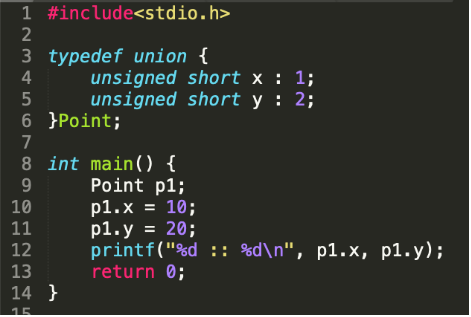 1 #include<stdio.h>
2
3 typedef union {
4     unsigned short x : 1;
5     unsigned short y : 2;
6 }Point;
7
8 int main() {
9     Point p1;
10     p1.x = 10;
11     p1.y = 20;
12     printf("%d :: %d\n", p1.x, p1.y);
13     return 0;
14 }
15